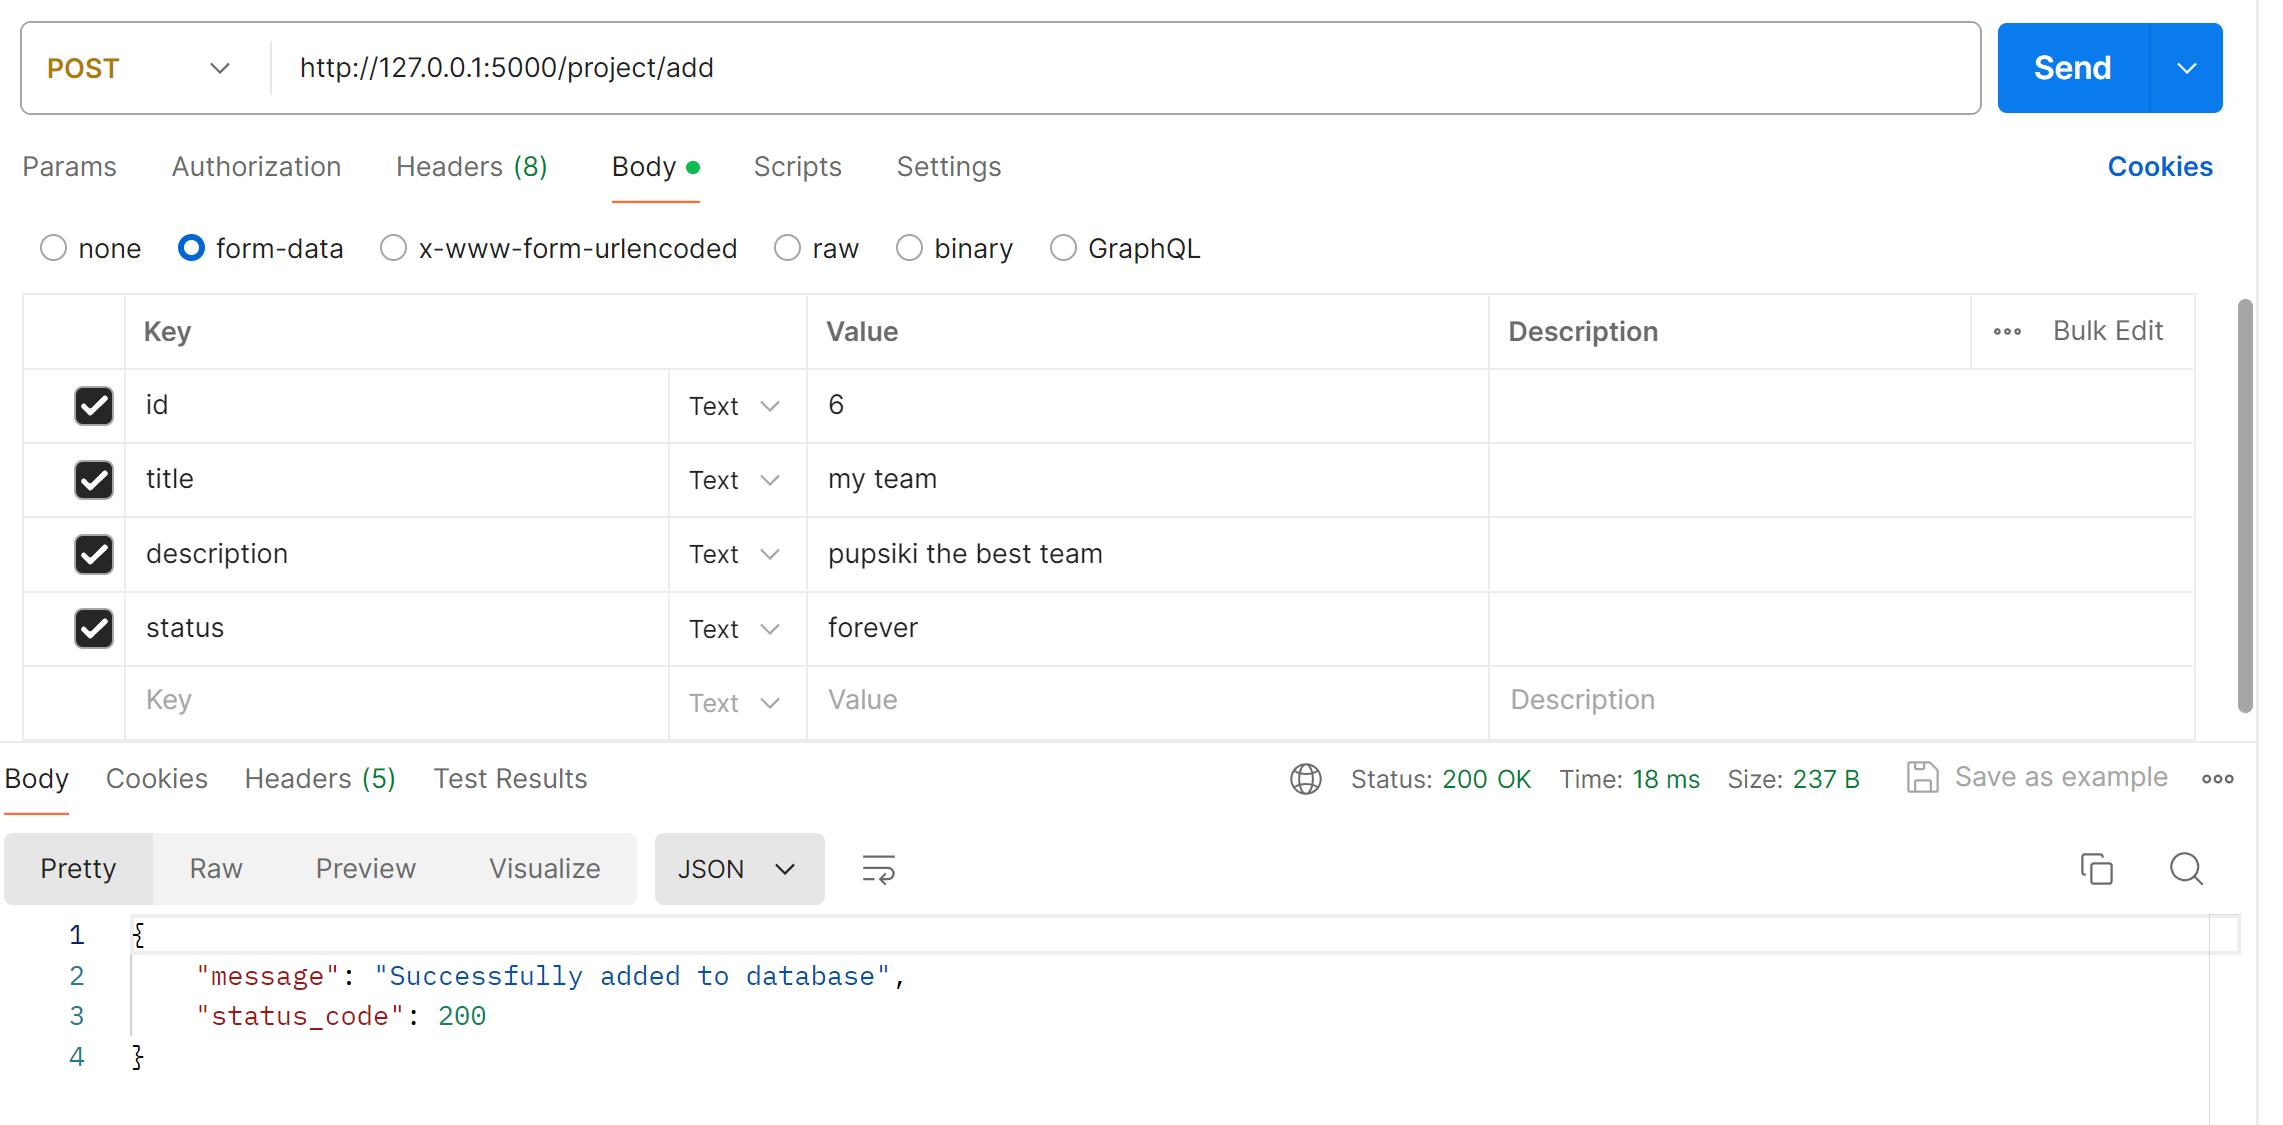 POST http://127.0.0.1:5000/project/add Send
Params Authorization Headers (8) Body Scripts Settings Cookies
none form-data x-www-form-urlencoded raw binary GraphQL
Key Value Description Bulk Edit
id Text 6
title Text my team
description Text pupsiki the best team
status Text forever
Key Text Value Description
Body Cookies Headers (5) Test Results Status: 200 OK Time: 18 ms Size: 237 B Save as example
Pretty Raw Preview Visualize JSON
1 {
2 "message": "Successfully added to database",
3 "status_code": 200
4 }